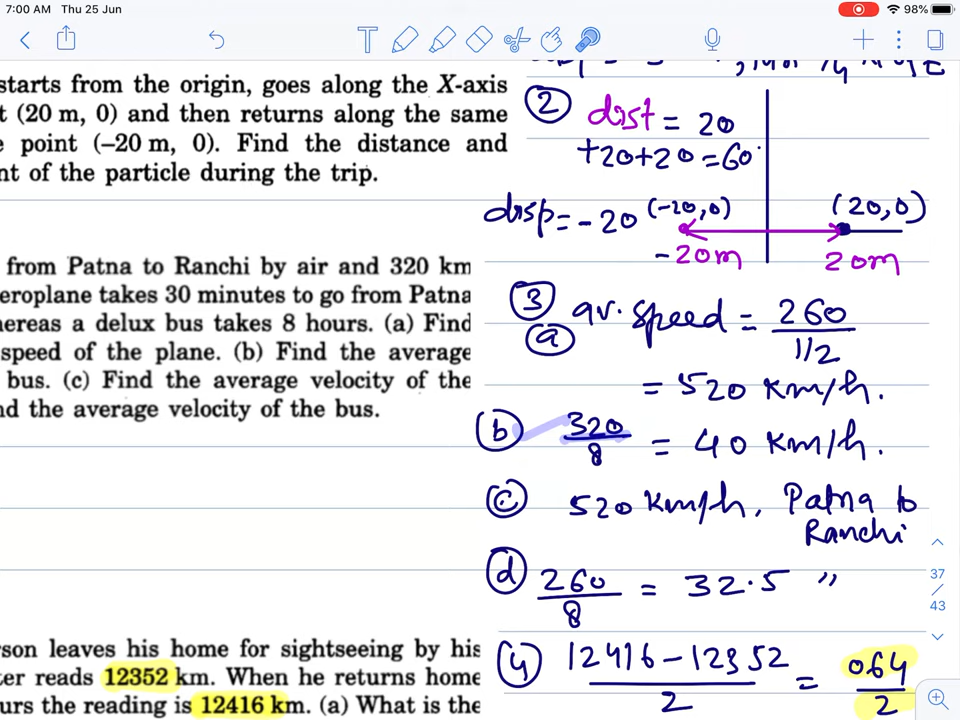 7:00 AM Thu 25 Jun
98%
starts from the origin, goes along the X-axis
t (20 m, 0) and then returns along the same
e point (–20 m, 0). Find the distance and
nt of the particle during the trip.
2 dist = 20
+20+20=60
disp = -20 (-20,0) (20,0)
-20m 20m
from Patna to Ranchi by air and 320 km
eroplane takes 30 minutes to go from Patna
hereas a delux bus takes 8 hours. (a) Find
speed of the plane. (b) Find the average
bus. (c) Find the average velocity of the
nd the average velocity of the bus.
3 a av. speed = 260
1/2
= 520 km/h.
b 320/8 = 40 km/h.
c 520 kmph, Patna to
Ranchi
d 260/8 = 32.5 "
37
/
43
rson leaves his home for sightseeing by his
ter reads 12352 km. When he returns home
urs the reading is 12416 km. (a) What is the
4 12416-12352/2 = 064/2